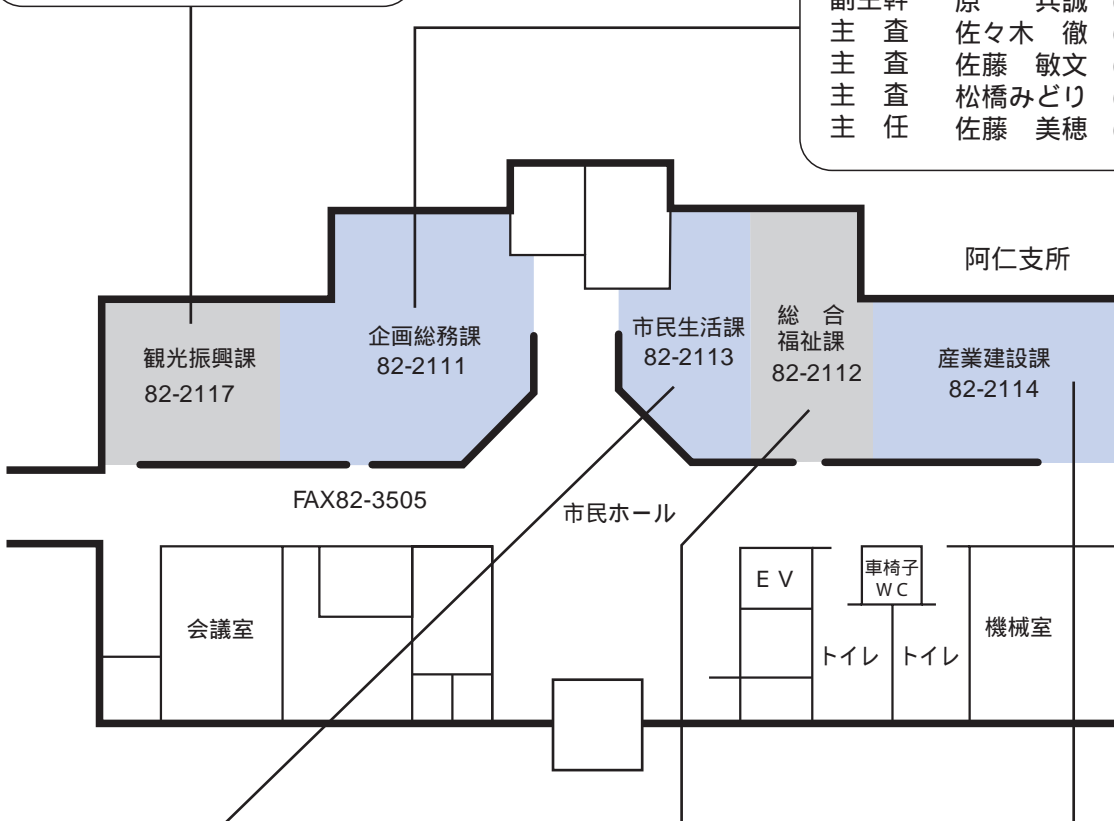 主　査　佐々木　徹
主　査　佐藤　敏文
主　査　松橋みどり
主　任　佐藤　美穂
阿仁支所
観光振興課
82-2117
企画総務課
82-2111
市民生活課
82-2113
総　合
福祉課
82-2112
産業建設課
82-2114
FAX82-3505
市民ホール
会議室
ＥＶ
車椅子
ＷＣ
トイレ
トイレ
機械室